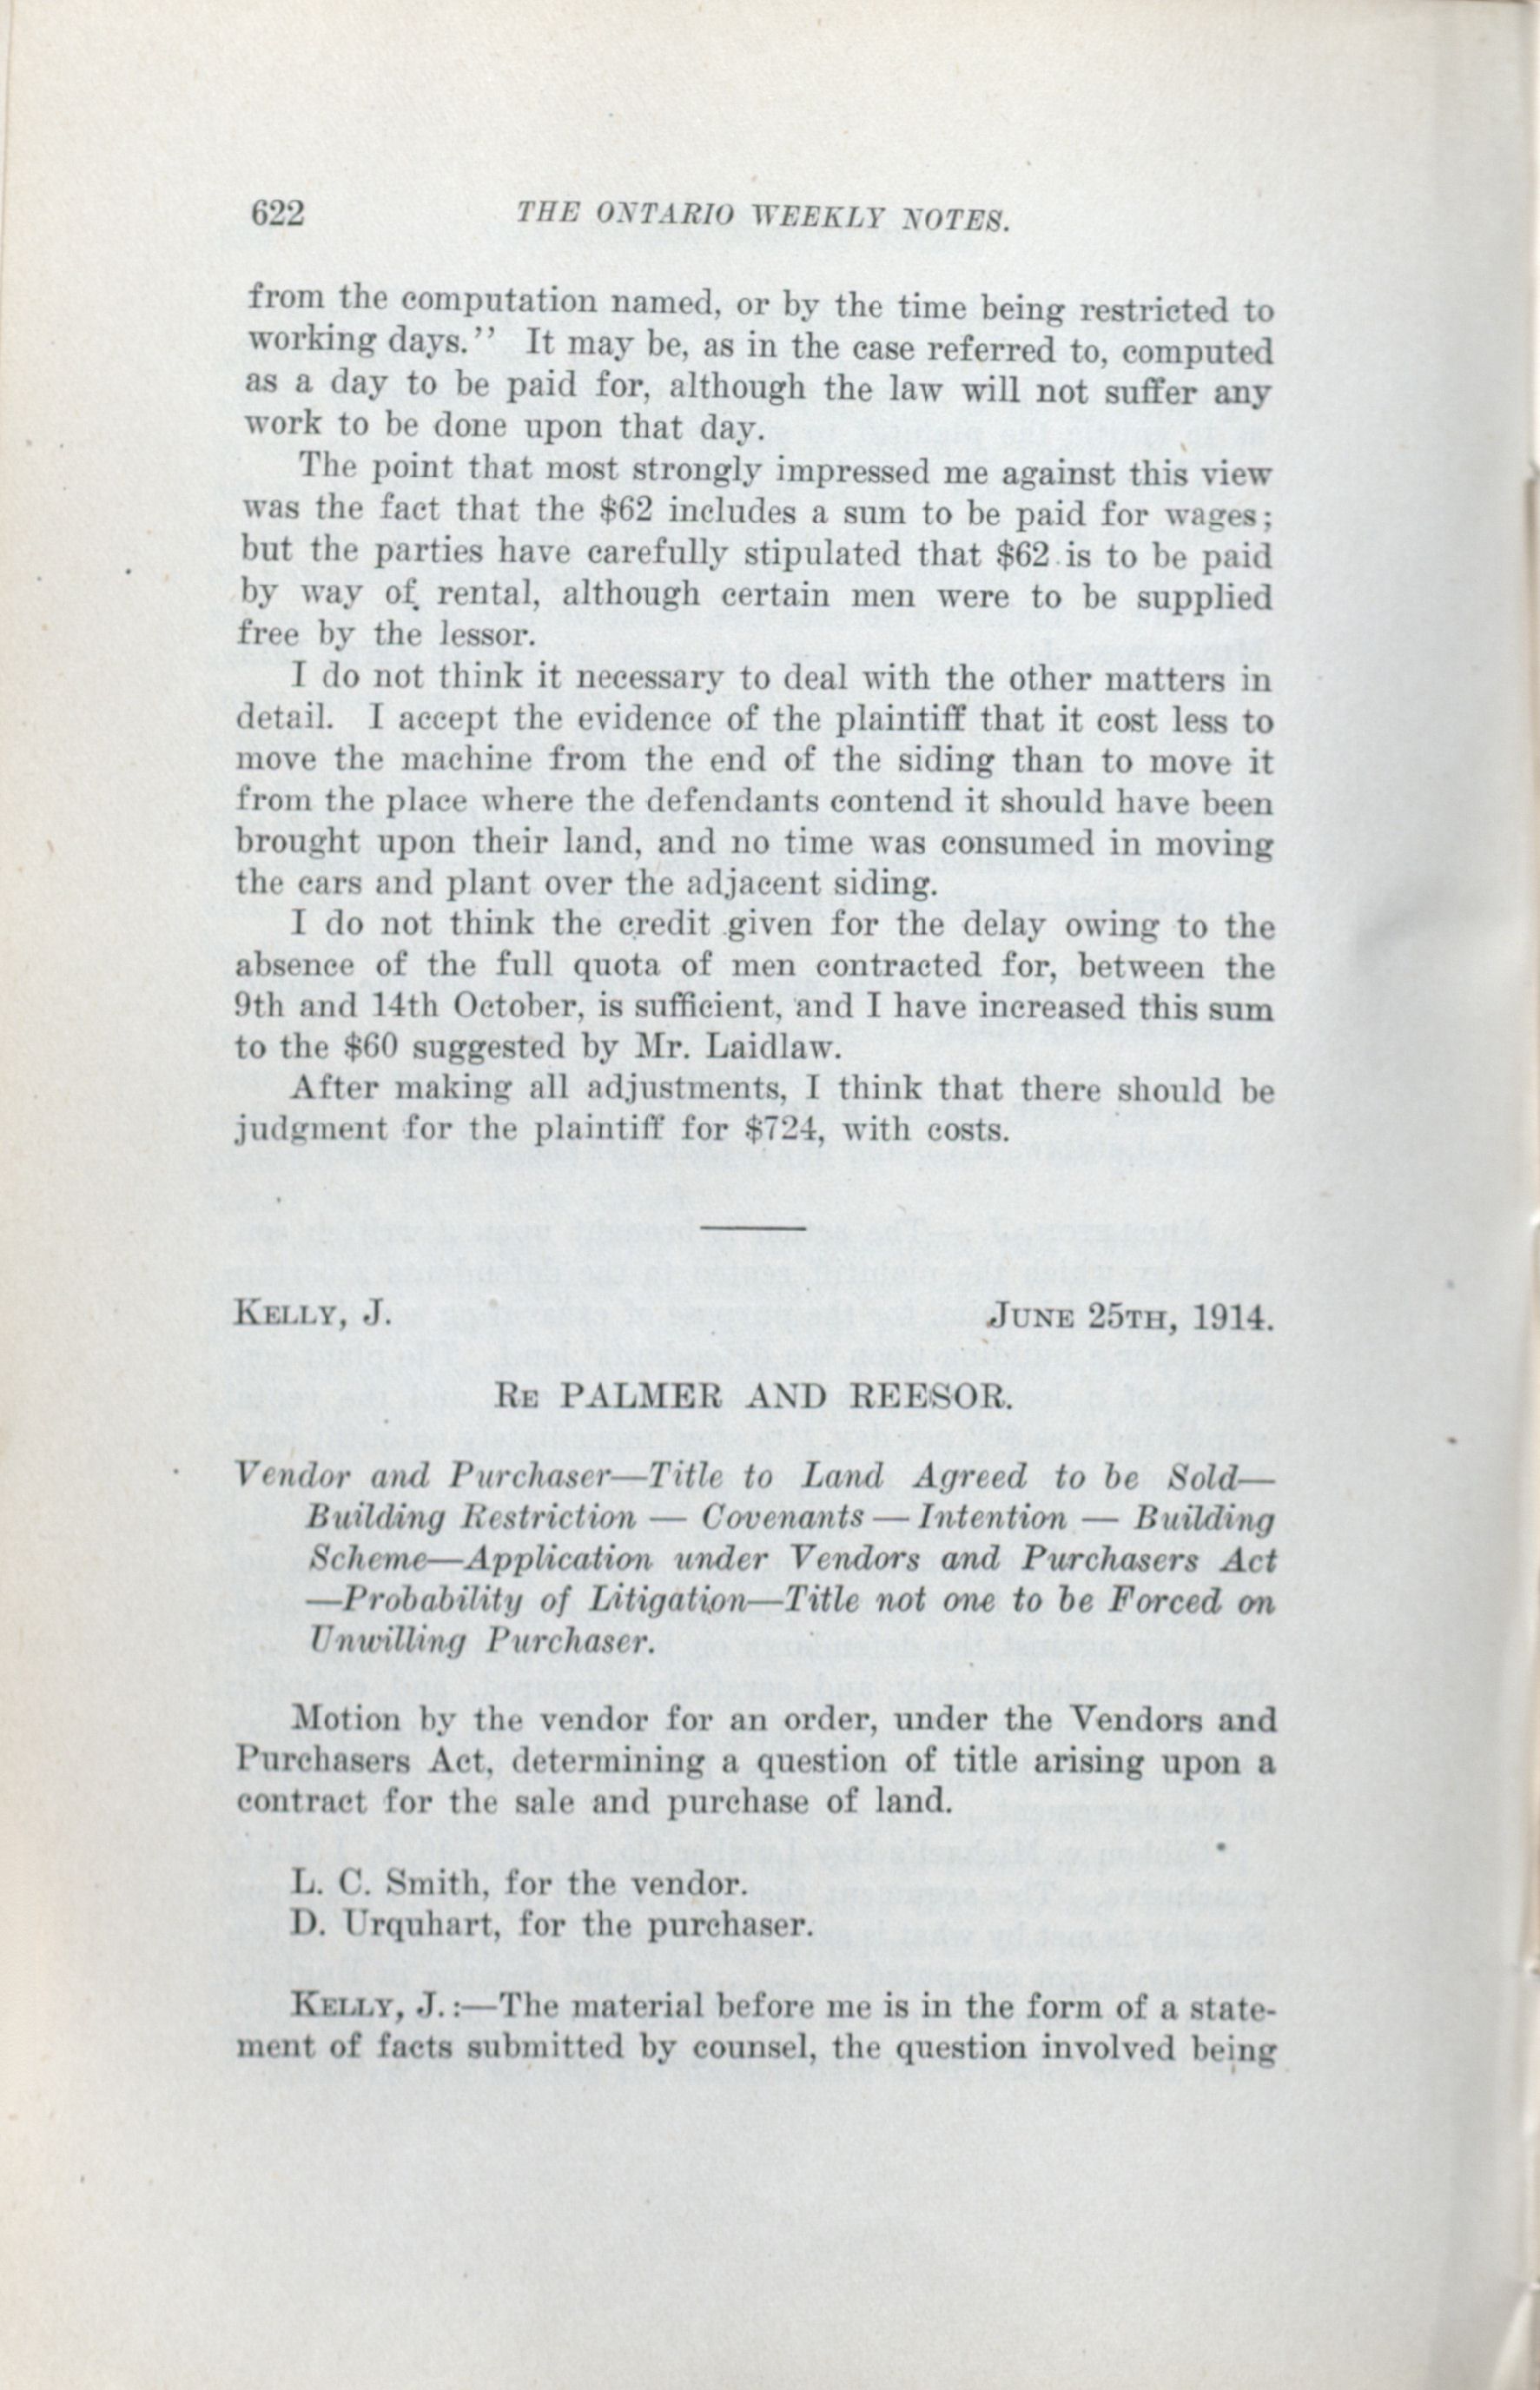 622 THE ONTARIO WEEKLY NOTES.
from the computation named, or by the time being restricted to
working days.'' It may be, as in the case referred to, computed
as a day to be paid for, although the law will not suffer any
work to be done upon that day.
The point that most strongly impressed me against this view
was the fact that the $62 includes a sum to be paid for wages;
but the parties have carefully stipulated that $62 is to be paid
by way of rental, although certain men were to be supplied
free by the lessor.
I do not think it necessary to deal with the other matters in
detail. I accept the evidence of the plaintiff that it cost less to
move the machine from the end of the siding than to move it
from the place where the defendants contend it should have been
brought upon their land, and no time was consumed in moving
the cars and plant over the adjacent siding.
I do not think the credit given for the delay owing to the
absence of the full quota of men contracted for, between the
9th and 14th October, is sufficient, and I have increased this sum
to the $60 suggested by Mr. Laidlaw.
After making all adjustments, I think that there should be
judgment for the plaintiff for $724, with costs.
KELLY, J. JUNE 25TH, 1914.
RE PALMER AND REESOR.
Vendor and Purchaser—Title to Land Agreed to be Sold—
Building Restriction — Covenants — Intention — Building
Scheme—Application under Vendors and Purchasers Act
—Probability of Litigation—Title not one to be Forced on
Unwilling Purchaser.
Motion by the vendor for an order, under the Vendors and
Purchasers Act, determining a question of title arising upon a
contract for the sale and purchase of land.
L. C. Smith, for the vendor.
D. Urquhart, for the purchaser.
KELLY, J.:—The material before me is in the form of a state-
ment of facts submitted by counsel, the question involved being